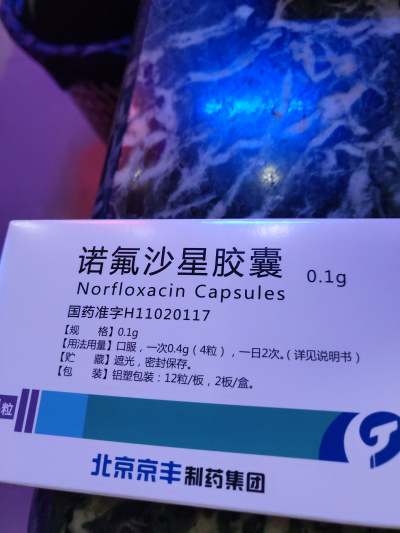 诺氟沙星胶囊 0.1g
Norfloxacin Capsules
国药准字H11020117
【规 格】0.1g
【用法用量】口服,一次0.4g(4粒),一日2次。(详见说明书)
【贮 藏】遮光,密封保存。
【包 装】铝塑包装:12粒/板,2板/盒。
粒
北京京丰制药集团